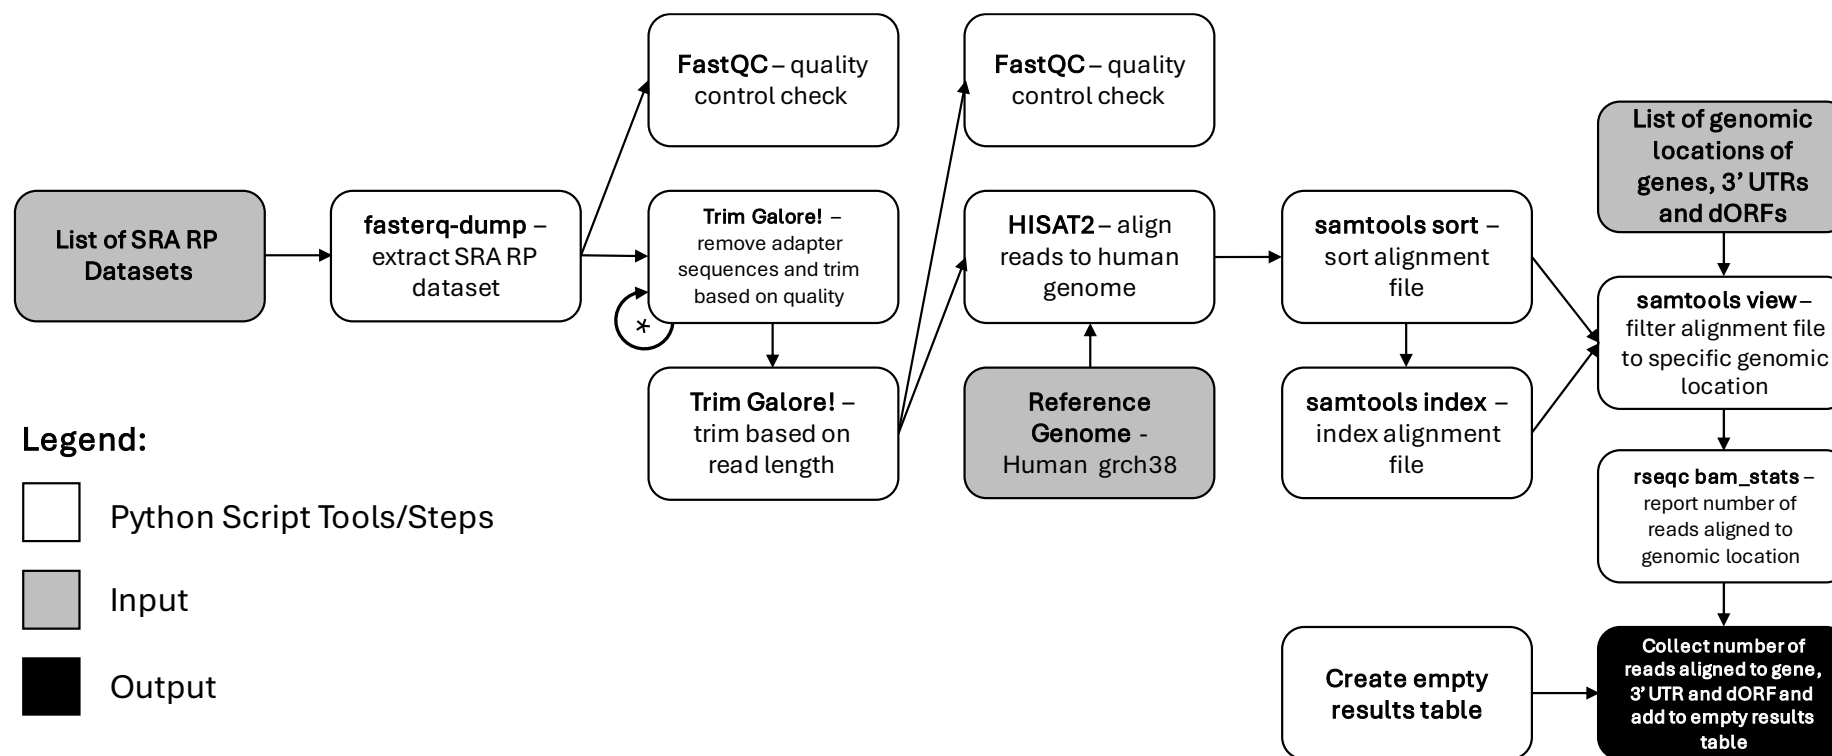 FastQC – quality
control check
FastQC – quality
control check
List of genomic
locations of
genes, 3’ UTRs
and dORFs
List of SRA RP
Datasets
fasterq-dump –
extract SRA RP
dataset
Trim Galore! –
remove adapter
sequences and trim
based on quality
*
HISAT2 – align
reads to human
genome
samtools sort –
sort alignment
file
samtools view –
filter alignment file
to specific genomic
location
Trim Galore! –
trim based on
read length
Reference
Genome -
Human grch38
samtools index –
index alignment
file
rseqc bam_stats –
report number of
reads aligned to
genomic location
Legend:
Python Script Tools/Steps
Input
Output
Create empty
results table
Collect number of
reads aligned to gene,
3’ UTR and dORF and
add to empty results
table